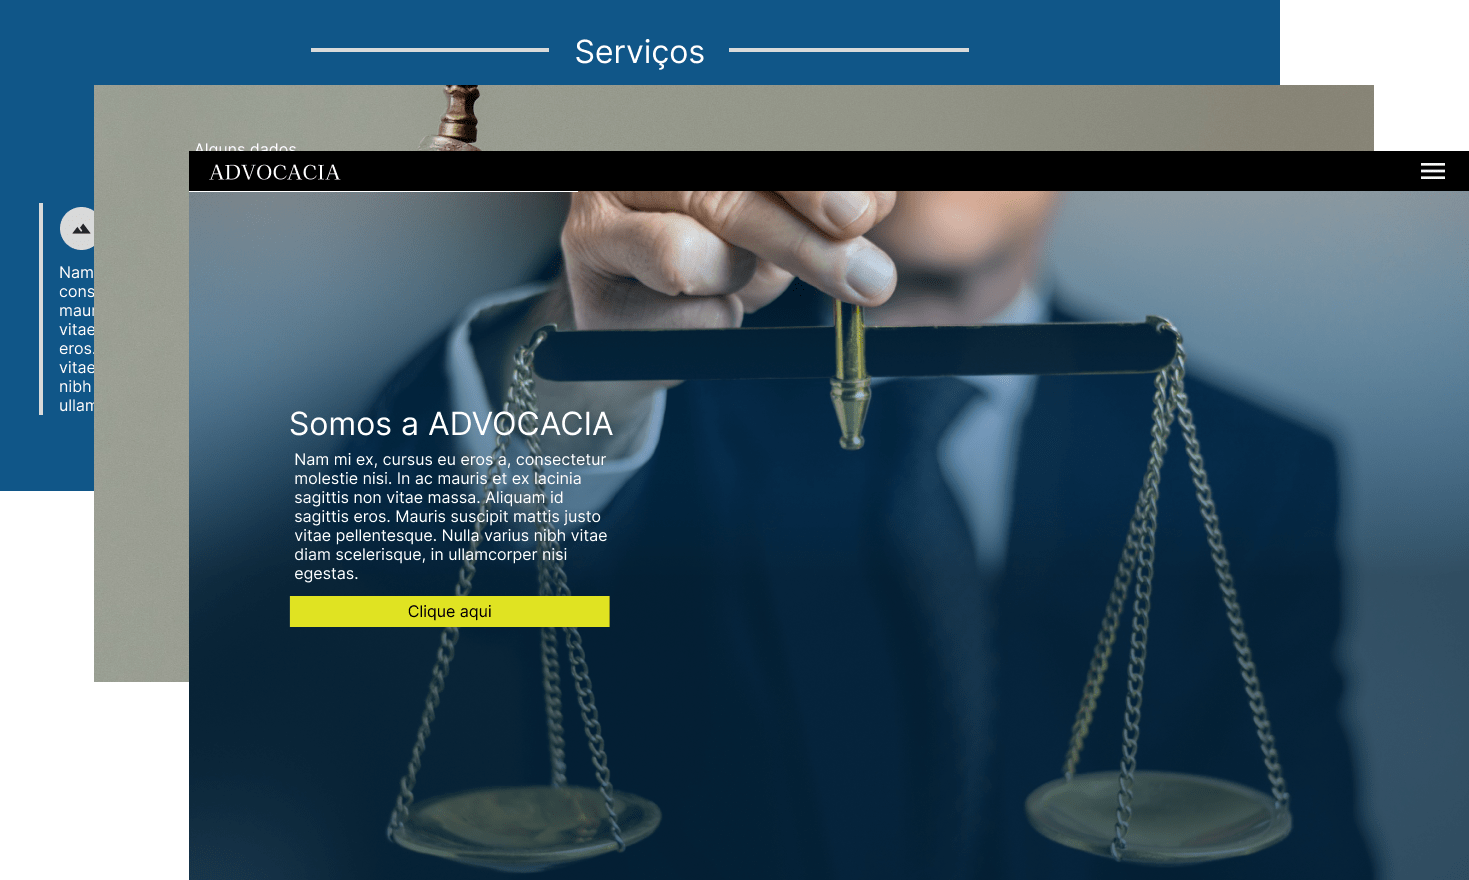 Serviços
Alguns dados
ADVOCACIA
Nam
cons
maur
vitae
eros.
vitae
nibh
ullam
Somos a ADVOCACIA
Nam mi ex, cursus eu eros a, consectetur
molestie nisi. In ac mauris et ex lacinia
sagittis non vitae massa. Aliquam id
sagittis eros. Mauris suscipit mattis justo
vitae pellentesque. Nulla varius nibh vitae
diam scelerisque, in ullamcorper nisi
egestas.
Clique aqui